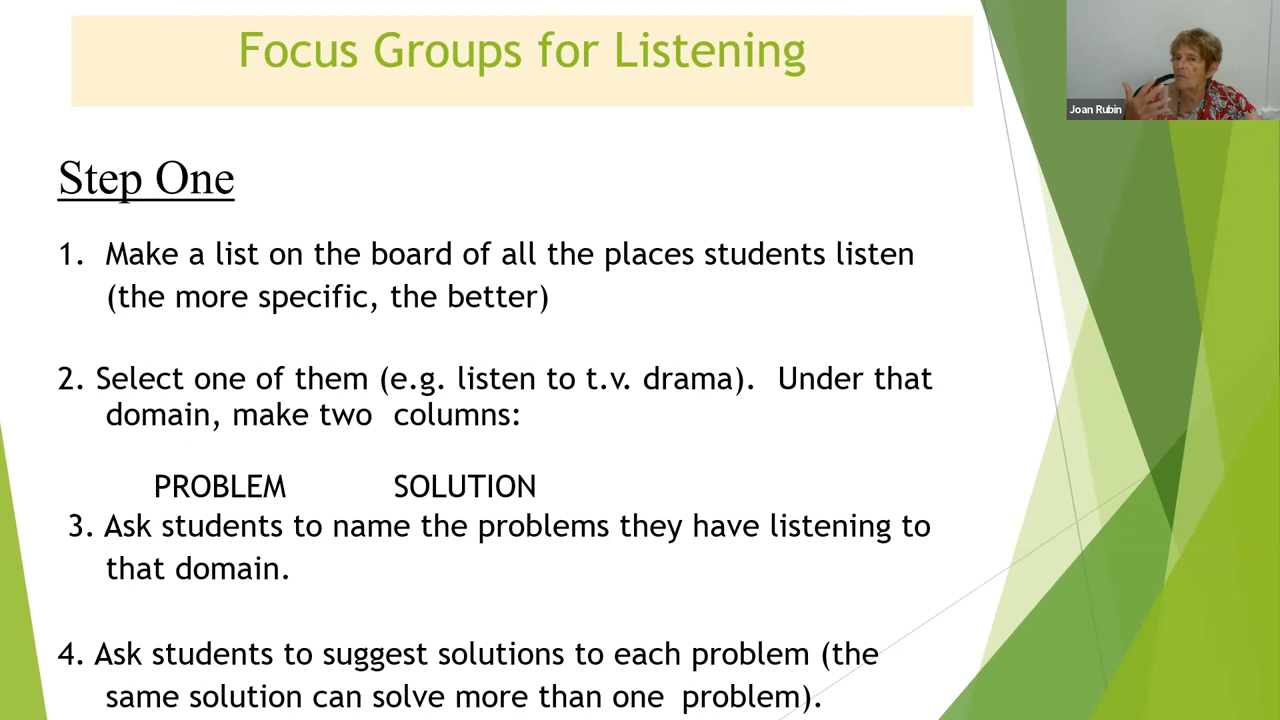 Focus Groups for Listening
Joan Rubin
Step One
1. Make a list on the board of all the places students listen
(the more specific, the better)
2. Select one of them (e.g. listen to t.v. drama). Under that
domain, make two columns:
PROBLEM SOLUTION
3. Ask students to name the problems they have listening to
that domain.
4. Ask students to suggest solutions to each problem (the
same solution can solve more than one problem).